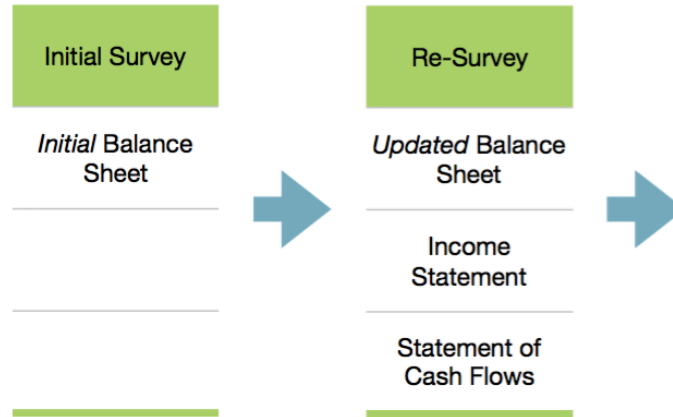 Initial Survey
Initial Balance
Sheet
Re-Survey
Updated Balance
Sheet
Income
Statement
Statement of
Cash Flows